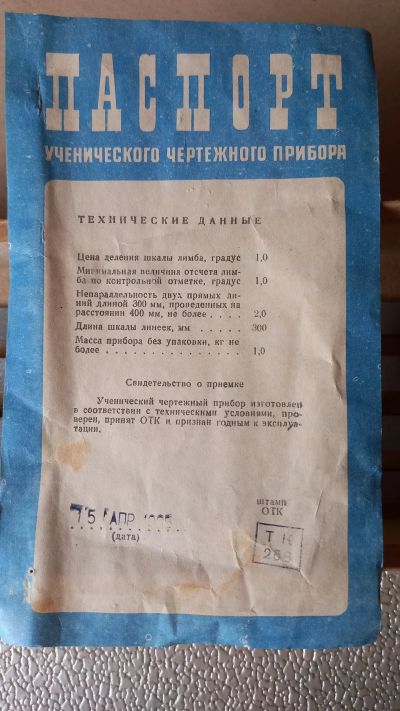 ПАСПОРТ
УЧЕНИЧЕСКОГО ЧЕРТЕЖНОГО ПРИБОРА
ТЕХНИЧЕСКИЕ ДАННЫЕ
Цена деления шкалы лимба, градус 1,0
Минимальная величина отсчета лим-
ба по контрольной отметке, градус 1,0
Непараллельность двух прямых ли-
ний длиной 300 мм, проведенных на
расстоянии 400 мм, не более . . . . 2,0
Длина шкалы линеек, мм . . . . . 300
Масса прибора без упаковки, кг не
более . . . . . . . . . . . . . . . 1,0
Свидетельство о приемке
Ученический чертежный прибор изготовлен
в соответствии с техническими условиями, про-
верен, принят ОТК и признан годным к эксплуа-
тации.
АПР
(дата)
штамп
ОТК
ТК